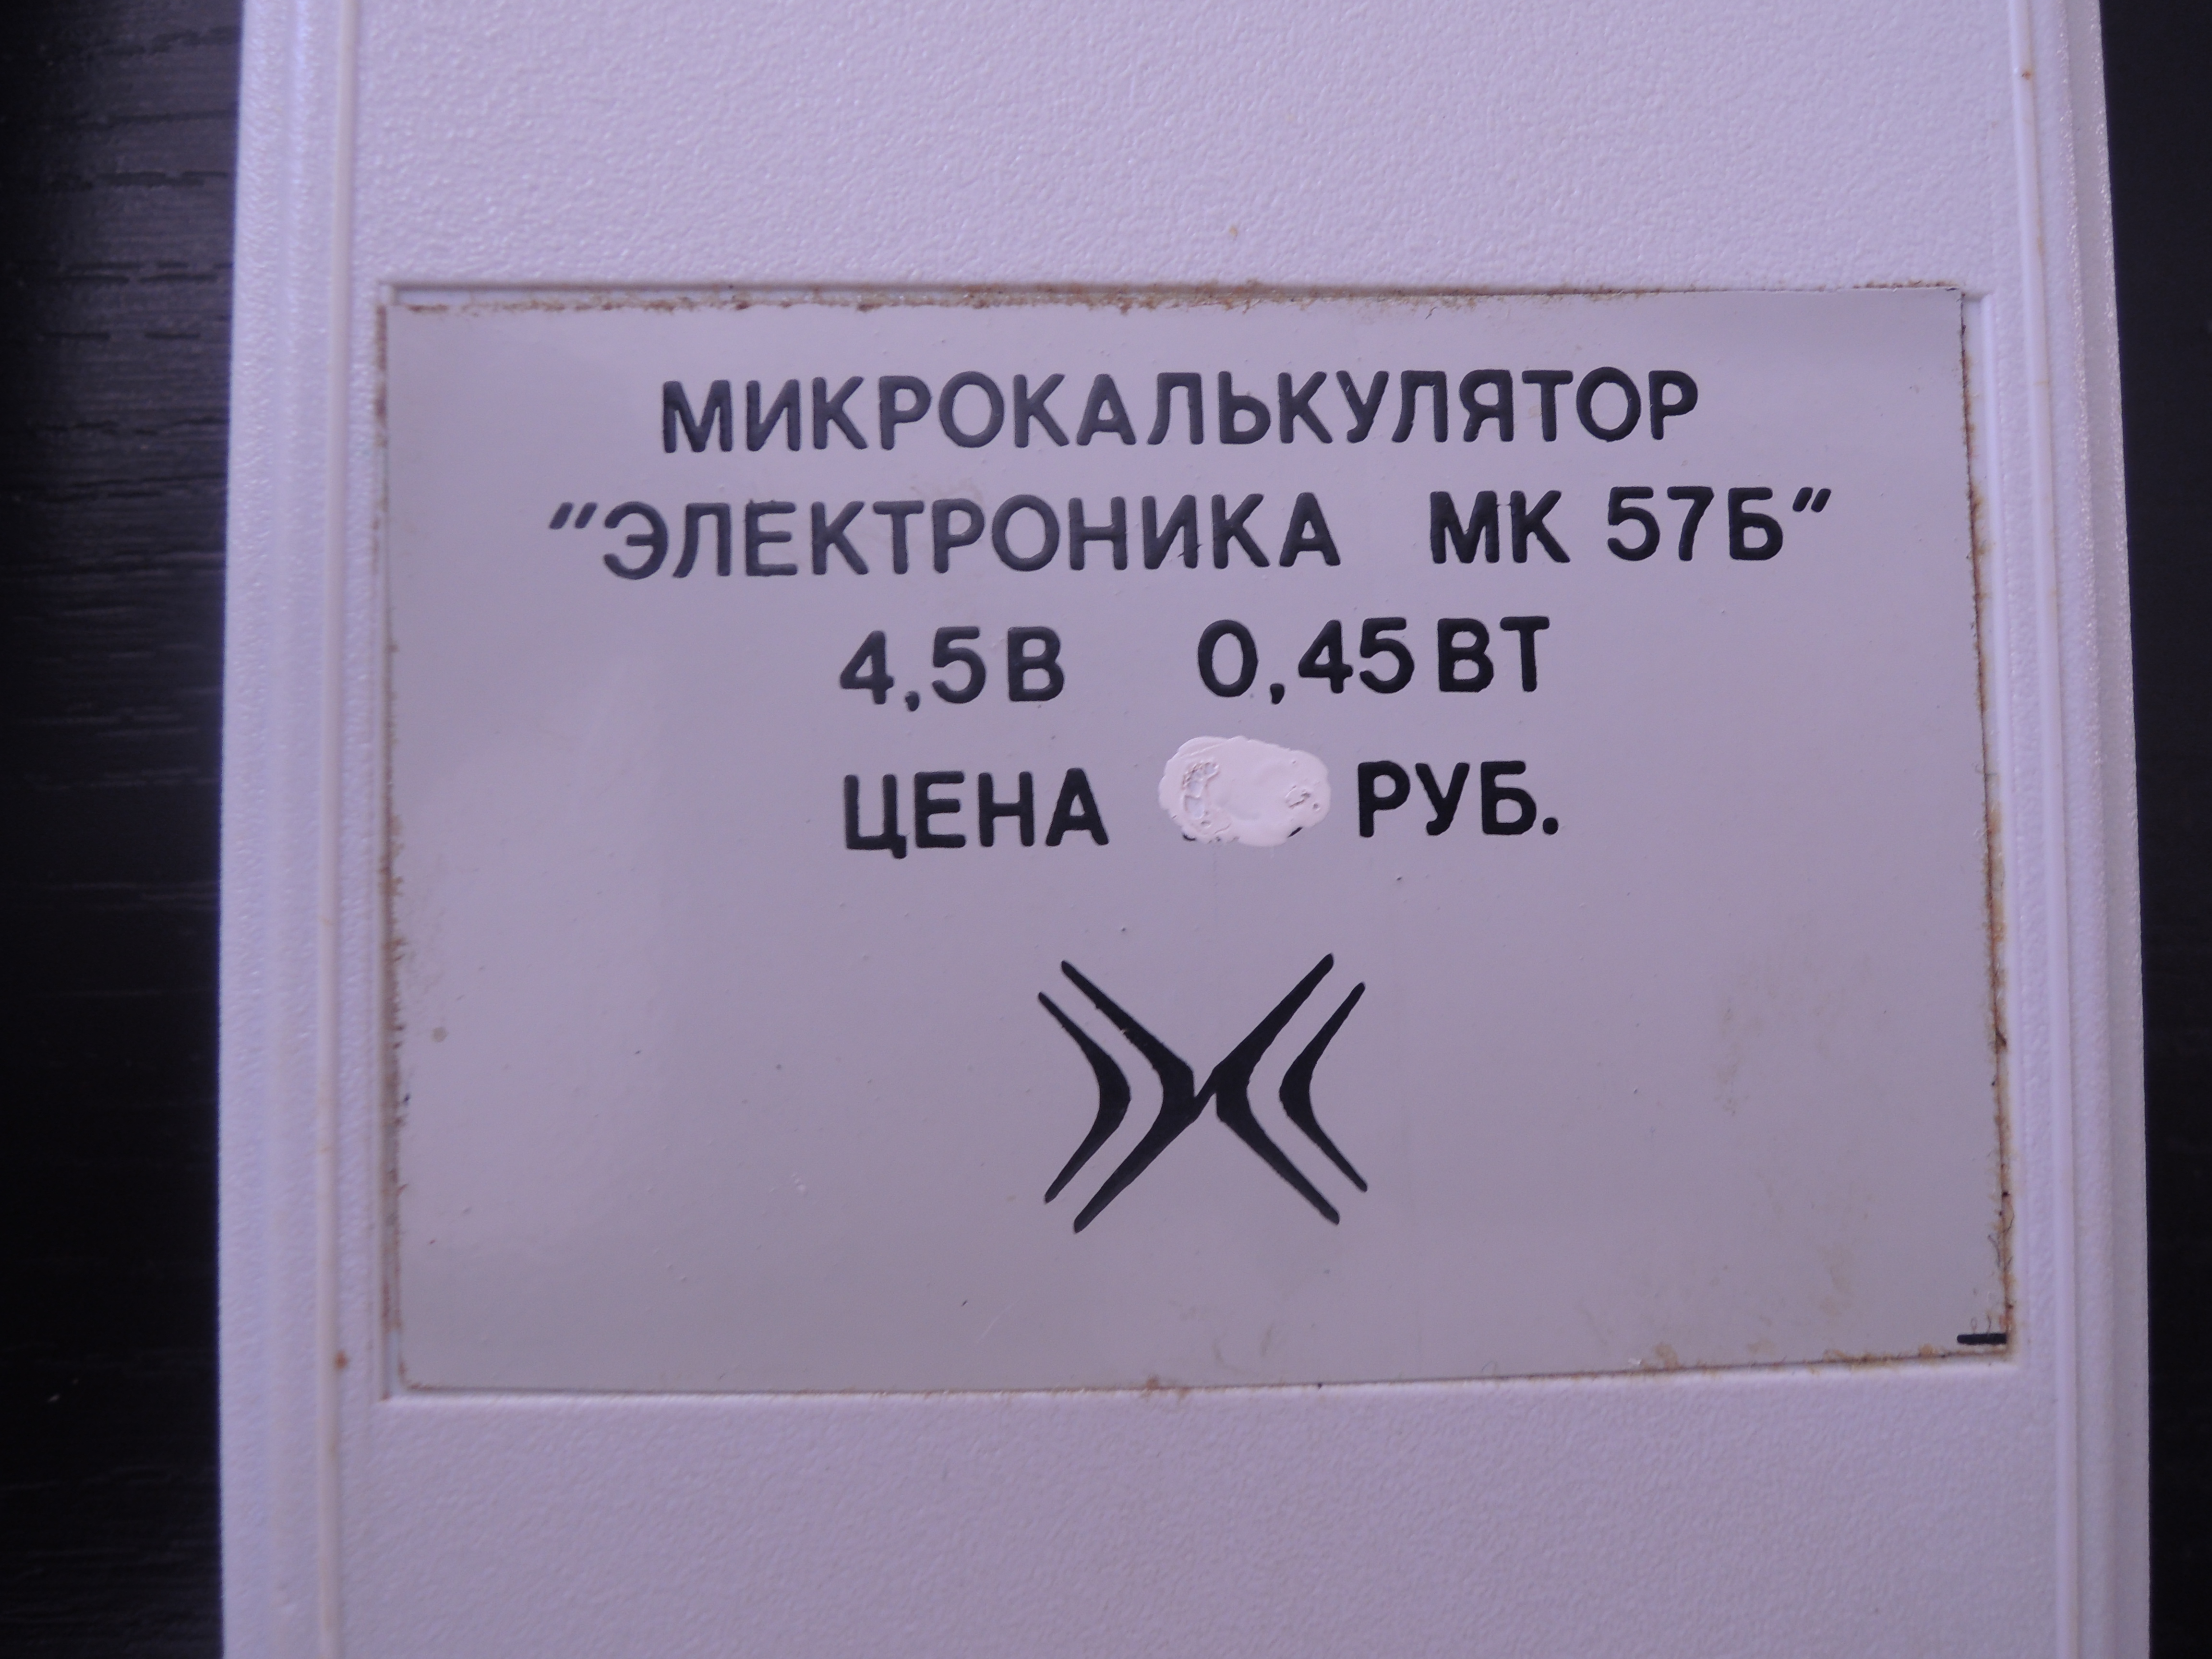 МИКРОКАЛЬКУЛЯТОР
"ЭЛЕКТРОНИКА МК 57Б"
4,5В 0,45ВТ
ЦЕНА РУБ.